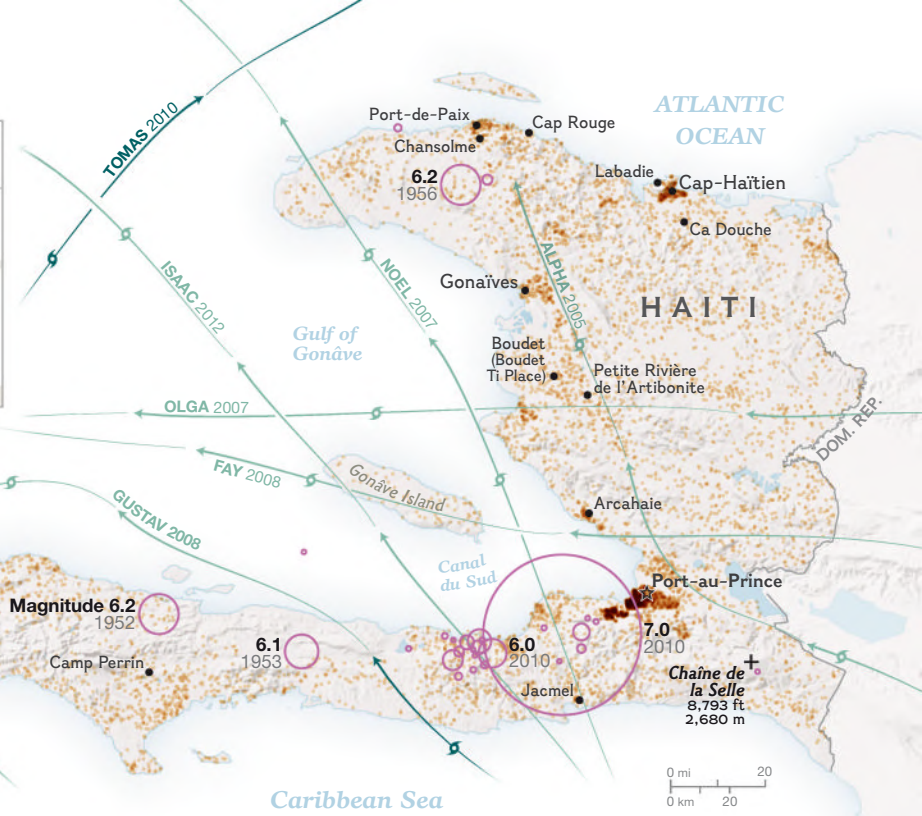 TOMAS 2010
Port-de-Paix
Cap Rouge
Chansolme
ATLANTIC
OCEAN
6.2
1956
Labadie
Cap-Haïtien
Ca Douche
ISAAC 2012
NOEL 2007
ALPHA 2005
Gonaïves
HAITI
Gulf of
Gonâve
Boudet
(Boudet
Ti Place)
Petite Rivière
de l'Artibonite
OLGA 2007
DOM. REP.
FAY 2008
Gonâve Island
GUSTAV 2008
Arcahaie
Canal
du Sud
Port-au-Prince
Magnitude 6.2
1952
6.1
1953
6.0
2010
7.0
2010
Camp Perrin
Jacmel
Chaîne de
la Selle
8,793 ft
2,680 m
0 mi 20
0 km 20
Caribbean Sea